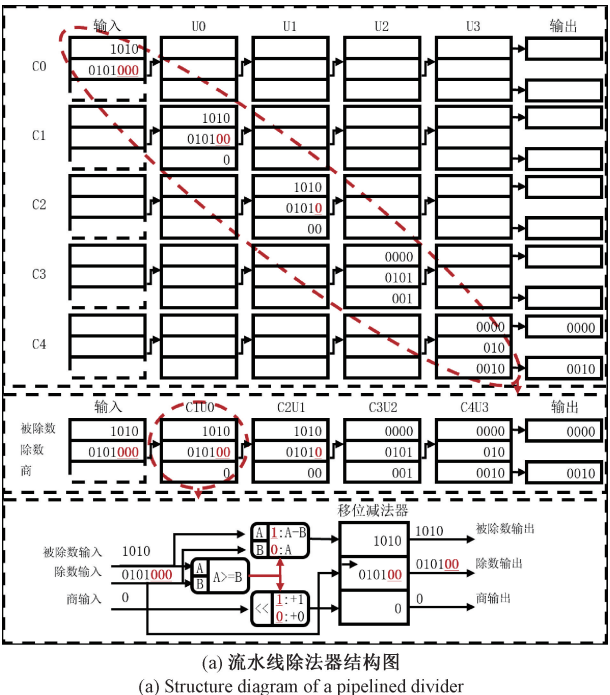 输入 U0 U1 U2 U3 输出
C0 1010
0101000
C1 1010
010100
0
C2 1010
01010
00
C3 0000
0101
001
C4 0000 0000
010
0010 0010
输入 C1U0 C2U1 C3U2 C4U3 输出
被除数 1010 1010 1010 0000 0000 0000
除数 0101000 010100 01010 0101 010
商 0 00 001 0010 0010
移位减法器
被除数输入 1010 A 1:A-B 1010 1010 被除数输出
B 0:A
除数输入 0101000 A A>=B 010100 010100 除数输出
B
商输入 0 << 1:+1 0 0 商输出
0:+0
(a) 流水线除法器结构图
(a) Structure diagram of a pipelined divider